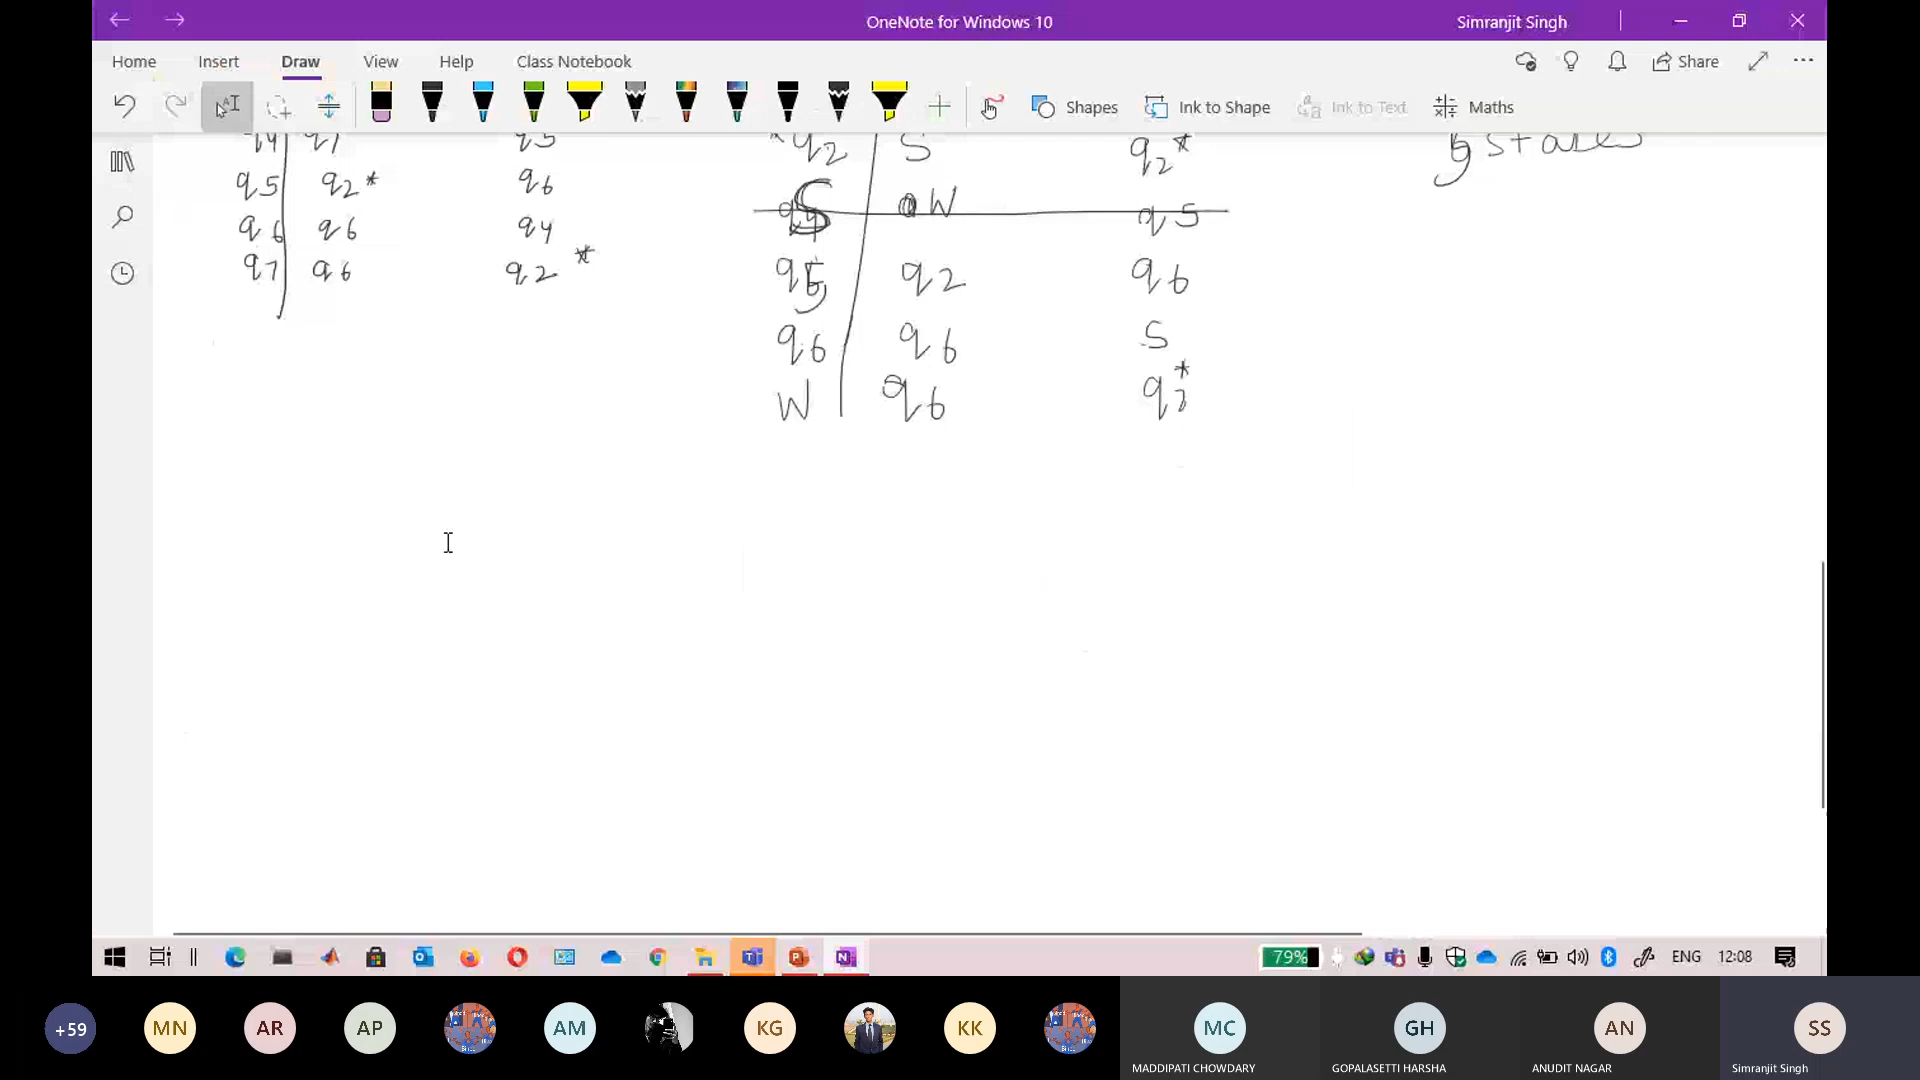 OneNote for Windows 10
Simranjit Singh
Home Insert Draw View Help Class Notebook
Share
Shapes
Ink to Shape
Ink to Text
Maths
q4 q7 q5
q5 q2* q6
q6 q6 q4
q7 q6 q2*
*q2 S q2*
S W q5
q5 q2 q6
q6 q6 S
W q6
5 states
79%
ENG
12:08
+59
MN
AR
AP
AM
KG
KK
MC
MADDIPATI CHOWDARY
GH
GOPALASETTI HARSHA
AN
ANUDIT NAGAR
SS
Simranjit Singh